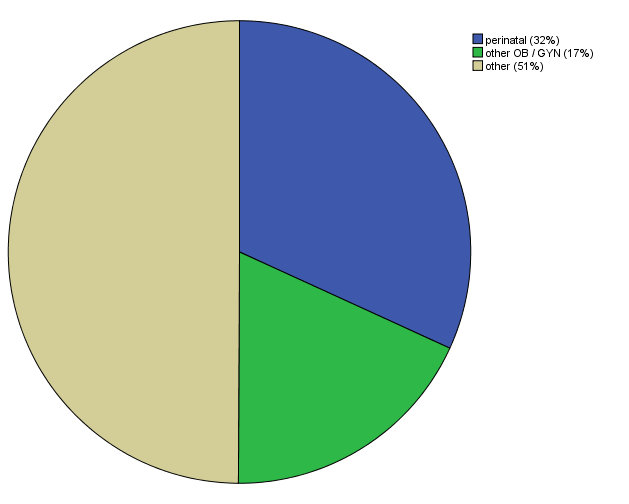 perinatal (32%)
other OB / GYN (17%)
other (51%)